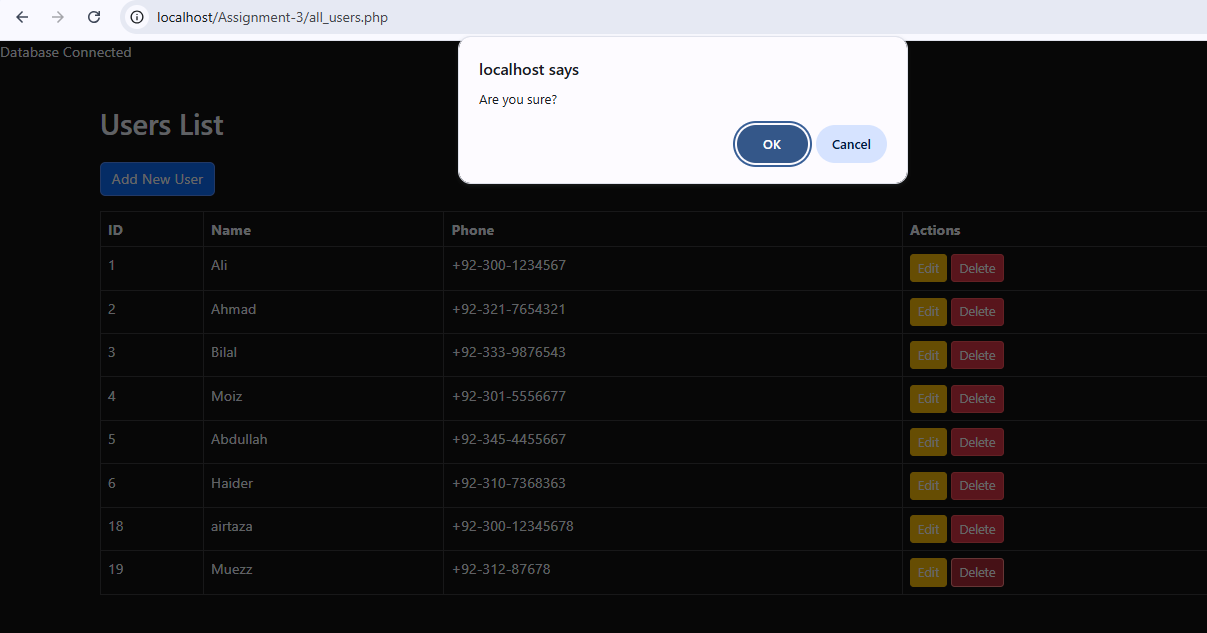 localhost/Assignment-3/all_users.php
Database Connected
localhost says
Are you sure?
OK Cancel
Users List
Add New User
ID Name Phone Actions
1 Ali +92-300-1234567 Edit Delete
2 Ahmad +92-321-7654321 Edit Delete
3 Bilal +92-333-9876543 Edit Delete
4 Moiz +92-301-5556677 Edit Delete
5 Abdullah +92-345-4455667 Edit Delete
6 Haider +92-310-7368363 Edit Delete
18 airtaza +92-300-12345678 Edit Delete
19 Muezz +92-312-87678 Edit Delete